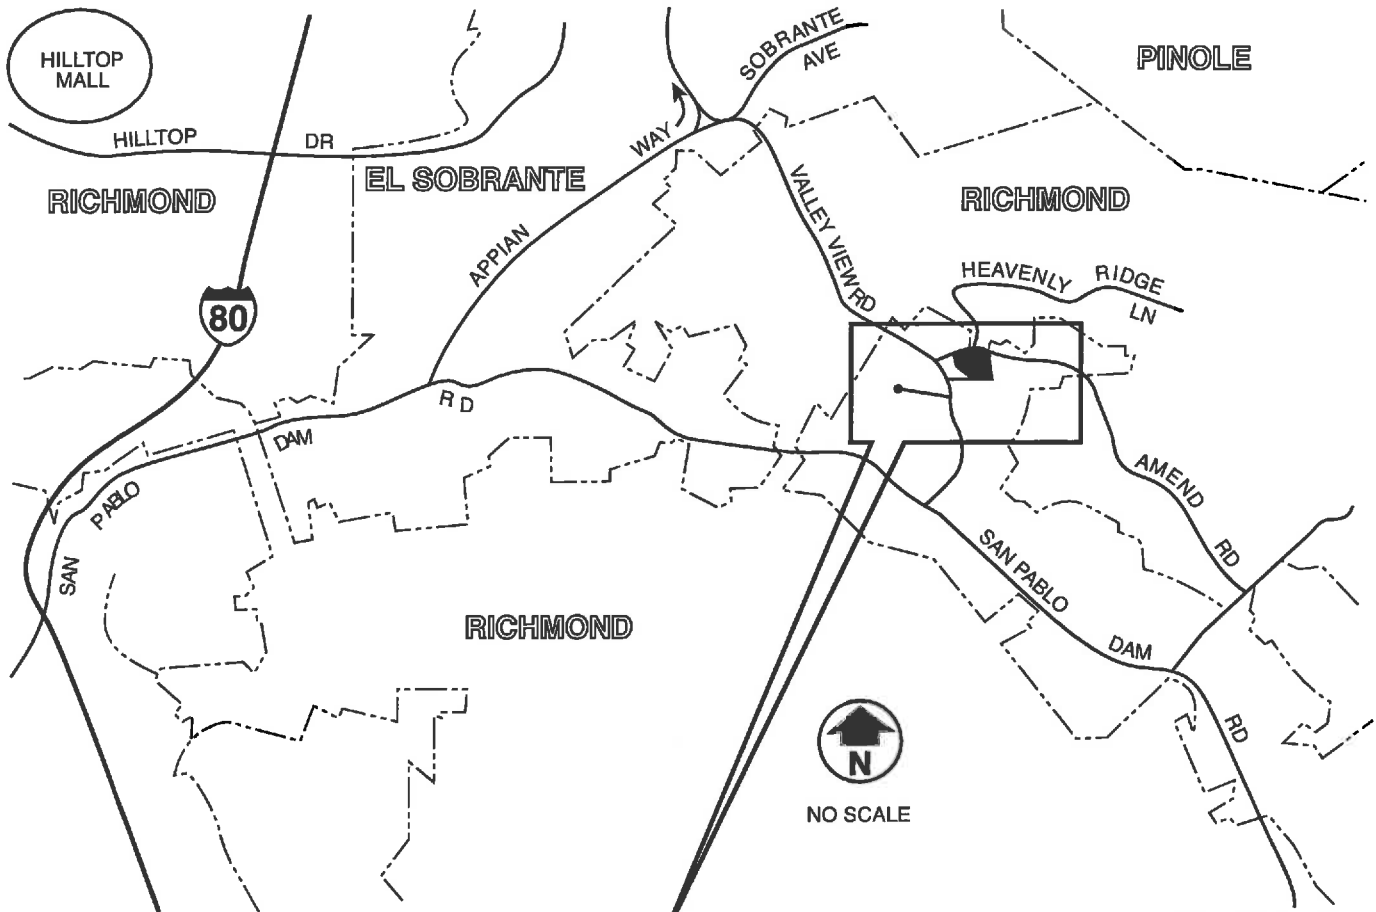 HILLTOP
MALL
HILLTOP DR
RICHMOND
EL SOBRANTE
SOBRANTE
AVE
PINOLE
APPIAN WAY
VALLEY VIEW RD
RICHMOND
HEAVENLY RIDGE
LN
80
SAN PABLO DAM RD
AMEND RD
SAN PABLO DAM RD
RICHMOND
N
NO SCALE